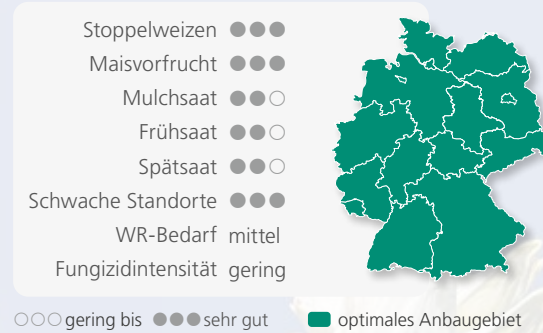 Stoppelweizen ●●●
Maisvorfrucht ●●●
Mulchsaat ●●○
Frühsaat ●●○
Spätsaat ●●○
Schwache Standorte ●●●
WR-Bedarf mittel
Fungizidintensität gering
○○○ gering bis ●●● sehr gut
optimales Anbaugebiet